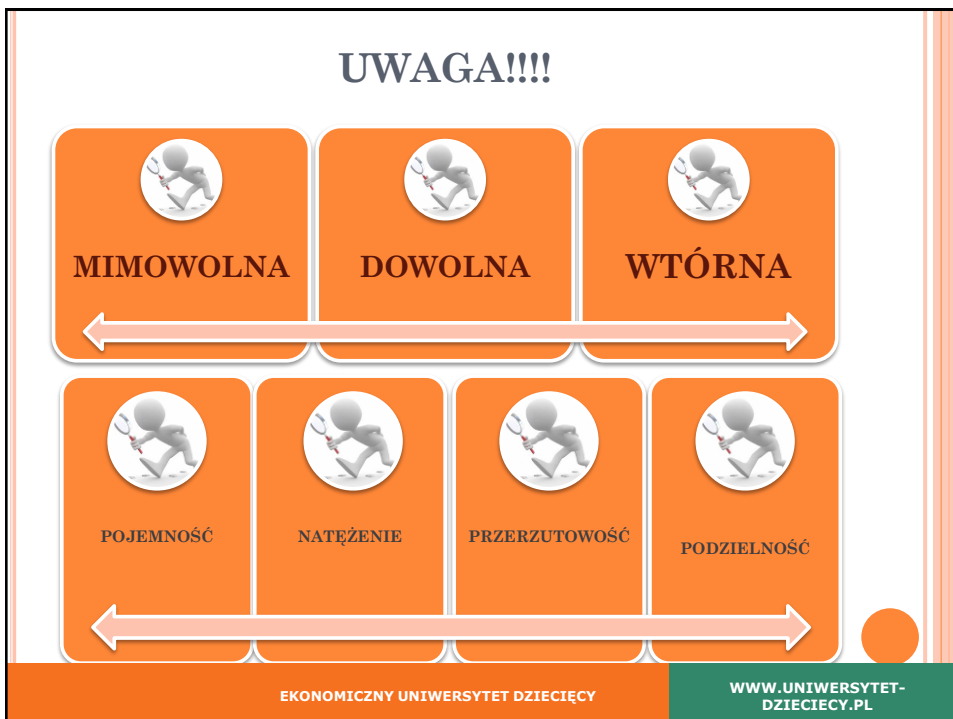 UWAGA!!!!
MIMOWOLNA
DOWOLNA
WTÓRNA
POJEMNOŚĆ
NATĘŻENIE
PRZERZUTOWOŚĆ
PODZIELNOŚĆ
EKONOMICZNY UNIWERSYTET DZIECIĘCY
WWW.UNIWERSYTET-
DZIECIECY.PL